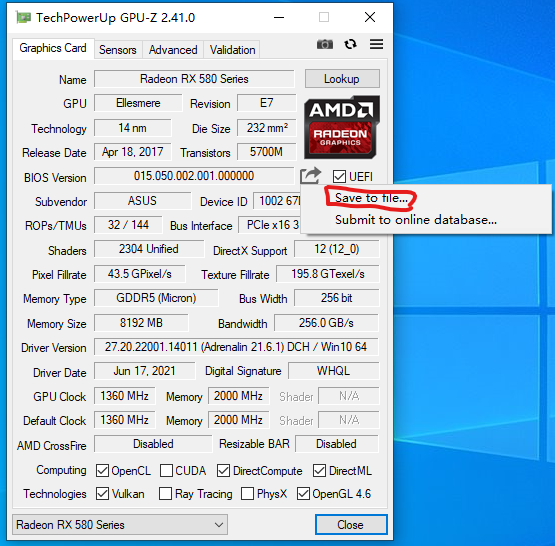 TechPowerUp GPU-Z 2.41.0
Graphics Card Sensors Advanced Validation
Name Radeon RX 580 Series Lookup
GPU Ellesmere Revision E7
Technology 14 nm Die Size 232 mm²
Release Date Apr 18, 2017 Transistors 5700M
AMD
RADEON
GRAPHICS
BIOS Version 015.050.002.001.000000 UEFI
Subvendor ASUS Device ID 1002 67
Save to file...
Submit to online database...
ROPs/TMUs 32 / 144 Bus Interface PCIe x16 3
Shaders 2304 Unified DirectX Support 12 (12_0)
Pixel Fillrate 43.5 GPixel/s Texture Fillrate 195.8 GTexel/s
Memory Type GDDR5 (Micron) Bus Width 256 bit
Memory Size 8192 MB Bandwidth 256.0 GB/s
Driver Version 27.20.22001.14011 (Adrenalin 21.6.1) DCH / Win10 64
Driver Date Jun 17, 2021 Digital Signature WHQL
GPU Clock 1360 MHz Memory 2000 MHz Shader N/A
Default Clock 1360 MHz Memory 2000 MHz Shader N/A
AMD CrossFire Disabled Resizable BAR Disabled
Computing OpenCL CUDA DirectCompute DirectML
Technologies Vulkan Ray Tracing PhysX OpenGL 4.6
Radeon RX 580 Series Close